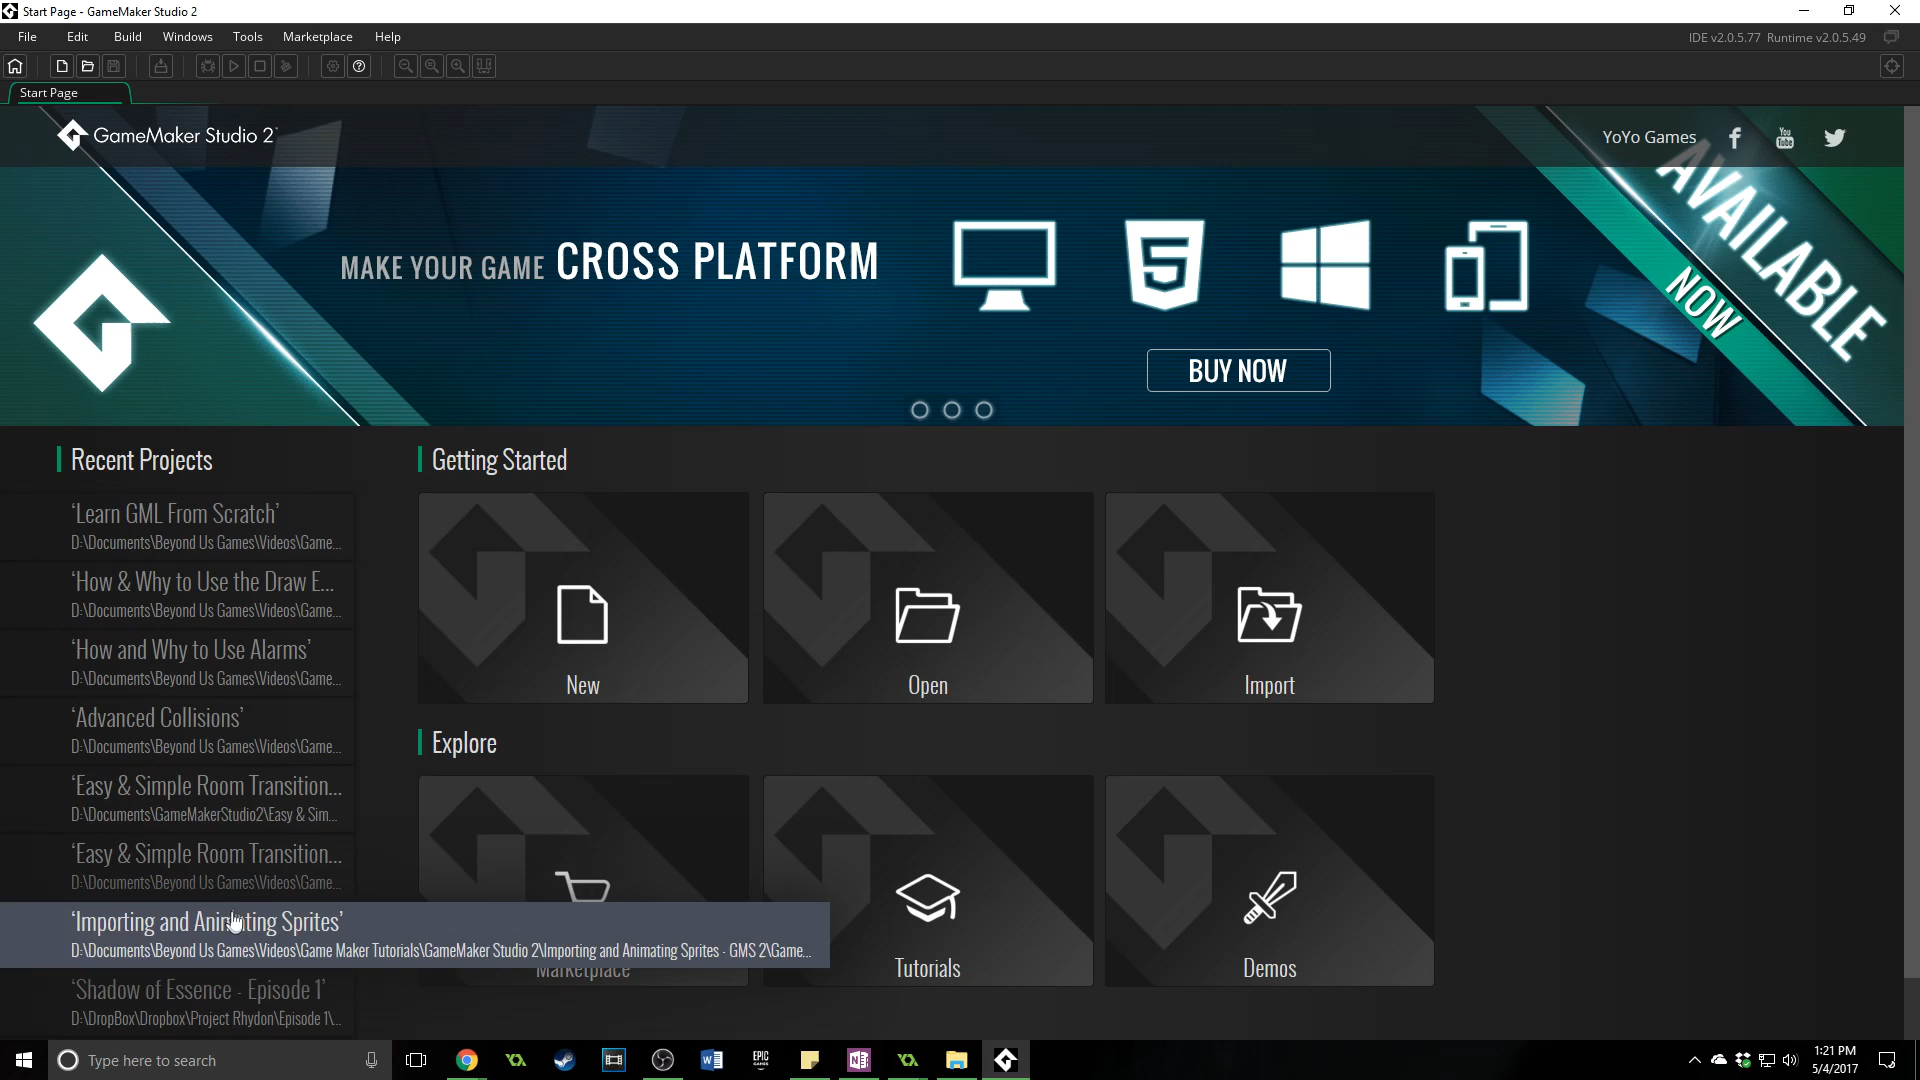 Start Page - GameMaker Studio 2
File Edit Build Windows Tools Marketplace Help
IDE v2.0.5.77 Runtime v2.0.5.49
Start Page
GameMaker Studio 2
YoYo Games
You Tube
MAKE YOUR GAME CROSS PLATFORM
5
AVAILABLE
NOW
BUY NOW
Recent Projects
‘Learn GML From Scratch’
D:\Documents\Beyond Us Games\Videos\Game...
‘How & Why to Use the Draw E...
D:\Documents\Beyond Us Games\Videos\Game...
‘How and Why to Use Alarms’
D:\Documents\Beyond Us Games\Videos\Game...
‘Advanced Collisions’
D:\Documents\Beyond Us Games\Videos\Game...
‘Easy & Simple Room Transition...
D:\Documents\GameMakerStudio2\Easy & Sim...
‘Easy & Simple Room Transition...
D:\Documents\Beyond Us Games\Videos\Game...
‘Importing and Animating Sprites’
D:\Documents\Beyond Us Games\Videos\Game Maker Tutorials\GameMaker Studio 2\Importing and Animating Sprites - GMS 2\Game...
‘Shadow of Essence - Episode 1’
D:\DropBox\Dropbox\Project Rhydon\Episode 1\...
Getting Started
New
Open
Import
Explore
Marketplace
Tutorials
Demos
Type here to search
EPIC GAMES
1:21 PM
5/4/2017